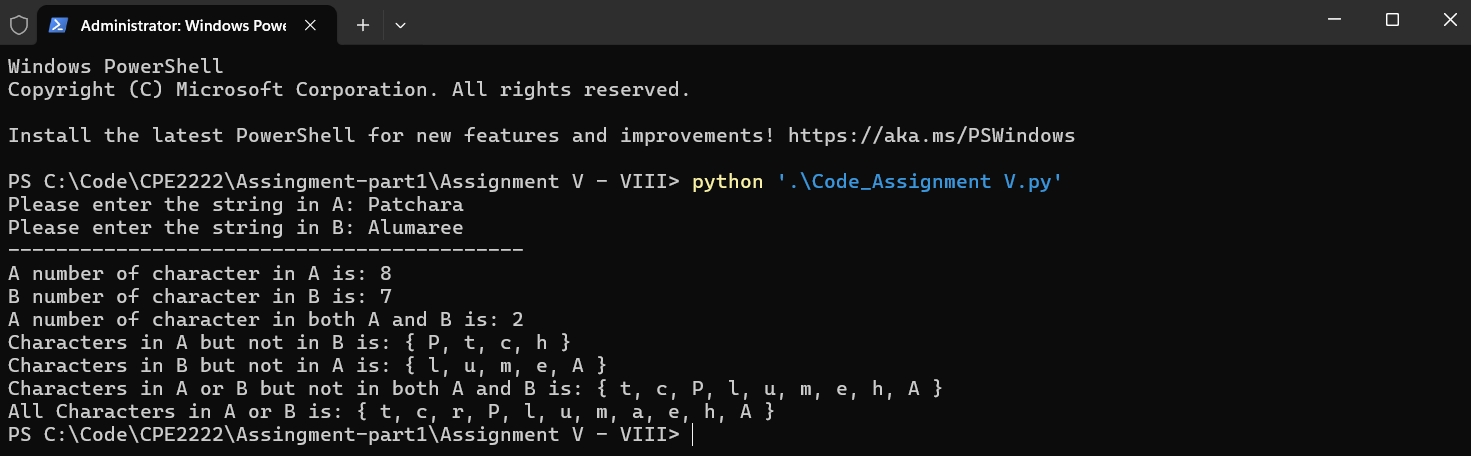 Administrator: Windows Powe
Windows PowerShell
Copyright (C) Microsoft Corporation. All rights reserved.
Install the latest PowerShell for new features and improvements! https://aka.ms/PSWindows
PS C:\Code\CPE2222\Assingment-part1\Assignment V - VIII> python '.\Code_Assignment V.py'
Please enter the string in A: Patchara
Please enter the string in B: Alumaree
-------------------------------------------
A number of character in A is: 8
B number of character in B is: 7
A number of character in both A and B is: 2
Characters in A but not in B is: { P, t, c, h }
Characters in B but not in A is: { l, u, m, e, A }
Characters in A or B but not in both A and B is: { t, c, P, l, u, m, e, h, A }
All Characters in A or B is: { t, c, r, P, l, u, m, a, e, h, A }
PS C:\Code\CPE2222\Assingment-part1\Assignment V - VIII>